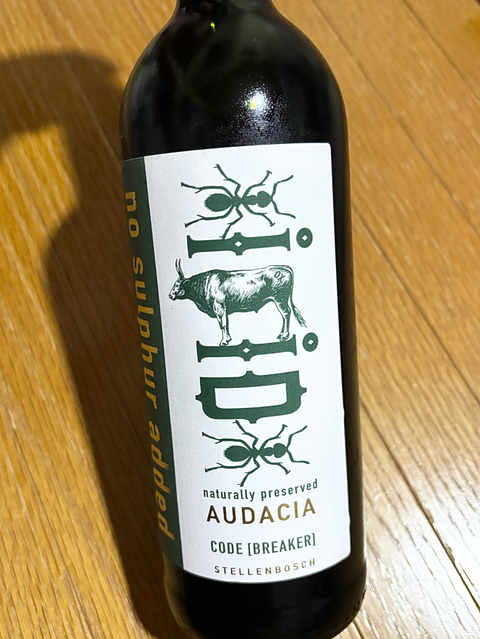 no sulphur added
i
i
D
naturally preserved
AUDACIA
CODE [BREAKER]
STELLENBOSCH